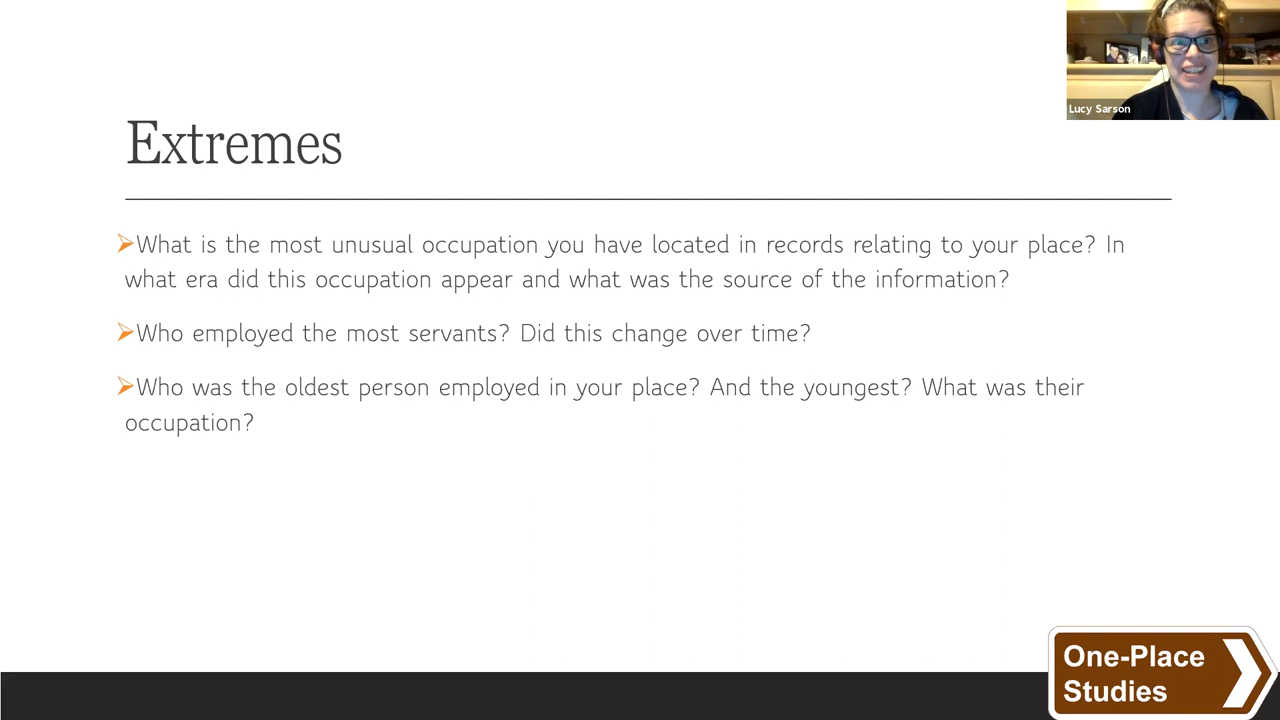 Lucy Sarson
Extremes
What is the most unusual occupation you have located in records relating to your place? In
what era did this occupation appear and what was the source of the information?
Who employed the most servants? Did this change over time?
Who was the oldest person employed in your place? And the youngest? What was their
occupation?
One-Place
Studies